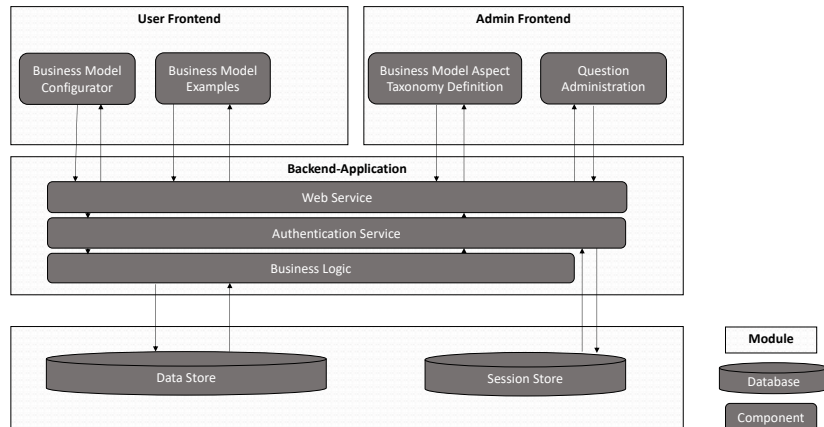 User Frontend
Admin Frontend
Business Model
Configurator
Business Model
Examples
Business Model Aspect
Taxonomy Definition
Question
Administration
Backend-Application
Web Service
Authentication Service
Business Logic
Data Store
Session Store
Module
Database
Component